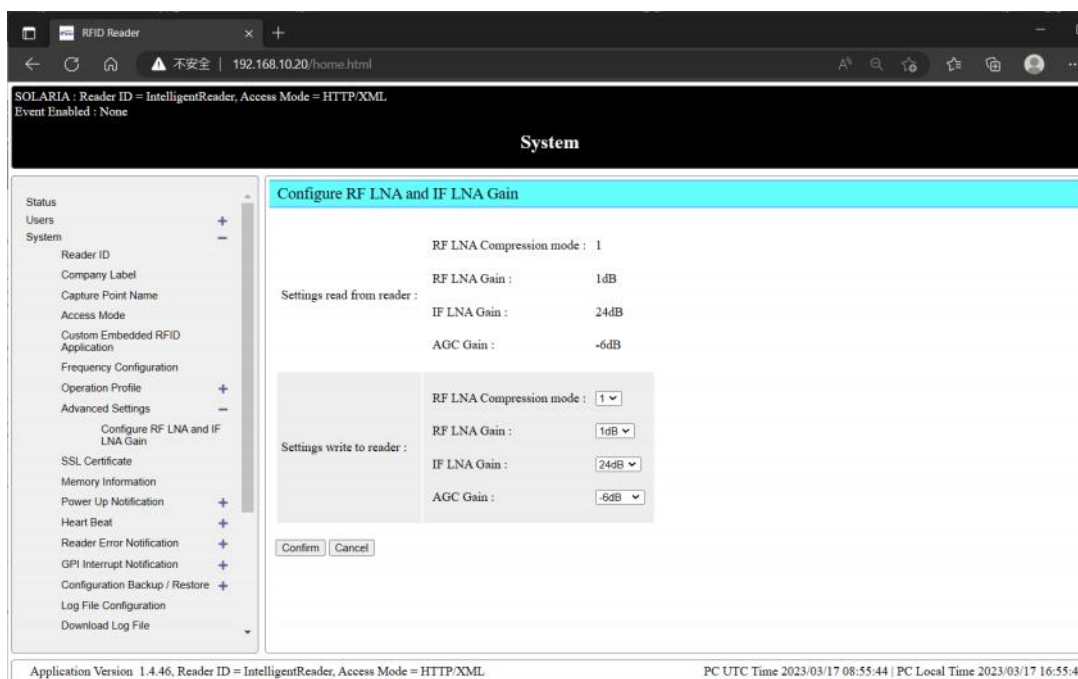 RFID Reader
不安全 | 192.168.10.20/home.html
SOLARIA : Reader ID = IntelligentReader, Access Mode = HTTP/XML
Event Enabled : None
System
Status
Users
System
Reader ID
Company Label
Capture Point Name
Access Mode
Custom Embedded RFID
Application
Frequency Configuration
Operation Profile
Advanced Settings
Configure RF LNA and IF
LNA Gain
SSL Certificate
Memory Information
Power Up Notification
Heart Beat
Reader Error Notification
GPI Interrupt Notification
Configuration Backup / Restore
Log File Configuration
Download Log File
Configure RF LNA and IF LNA Gain
Settings read from reader :
RF LNA Compression mode : 1
RF LNA Gain : 1dB
IF LNA Gain : 24dB
AGC Gain : -6dB
Settings write to reader :
RF LNA Compression mode : 1
RF LNA Gain : 1dB
IF LNA Gain : 24dB
AGC Gain : -6dB
Confirm Cancel
Application Version 1.4.46, Reader ID = IntelligentReader, Access Mode = HTTP/XML
PC UTC Time 2023/03/17 08:55:44 | PC Local Time 2023/03/17 16:55:4